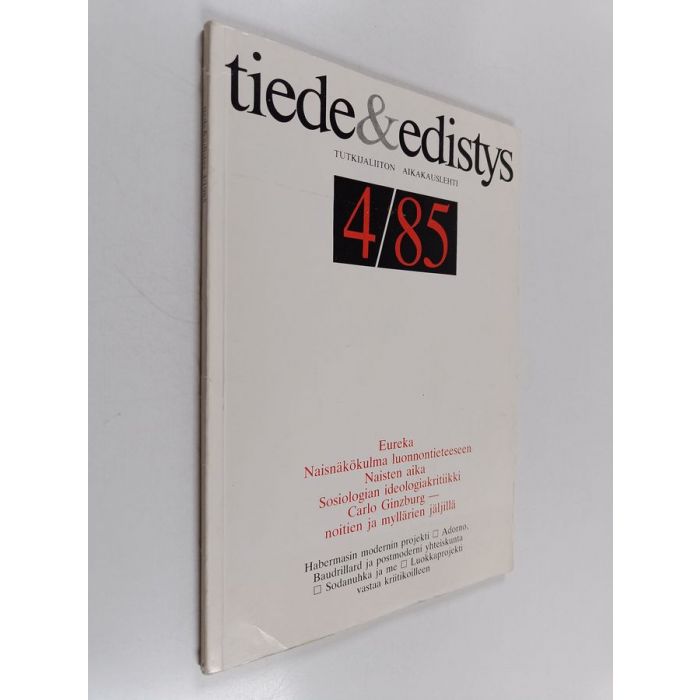 tiede&edistys
TUTKIJALIITON AIKAKAUSLEHTI
4/85
Eureka
Naisnäkökulma luonnontieteeseen
Naisten aika
Sosiologian ideologiakritiikki
Carlo Ginzburg —
noitien ja myllärien jäljillä
Habermasin modernin projekti □ Adorno,
Baudrillard ja postmoderni yhteiskunta
□ Sodanuhka ja me □ Luokkaprojekti
vastaa kriitikoilleen